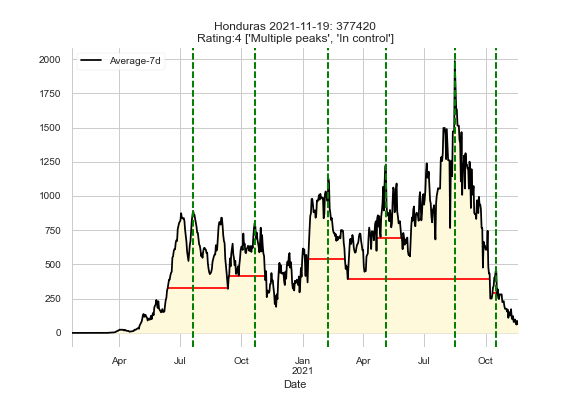 Honduras 2021-11-19: 377420
Rating:4 ['Multiple peaks', 'In control']
Average-7d
2000
1750
1500
1250
1000
750
500
250
0
Apr Jul Oct Jan Apr Jul Oct
2021
Date